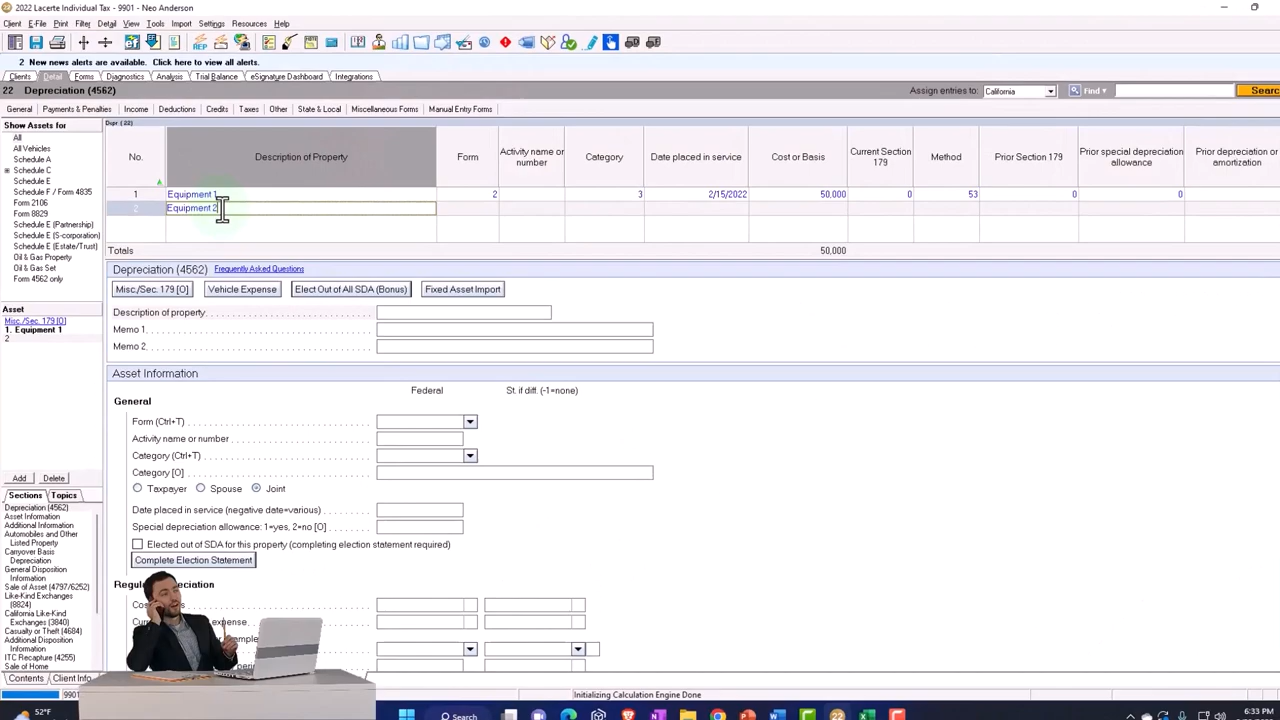 2022 Lacerte Individual Tax - 9901 - Neo Anderson
Client E-File Print Filter Detail View Tools Import Settings Resources Help
2 New news alerts are available. Click here to view all alerts.
Clients Detail Forms Diagnostics Analysis Trial Balance eSignature Dashboard Integrations
22 Depreciation (4562) Assign entries to: California Find Searc
General Payments & Penalties Income Deductions Credits Taxes Other State & Local Miscellaneous Forms Manual Entry Forms
Show Assets for
All
All Vehicles
Schedule A
Schedule C
Schedule E
Schedule F / Form 4835
Form 2106
Form 8829
Schedule E (Partnership)
Schedule E (S-corporation)
Schedule E (Estate/Trust)
Oil & Gas Property
Oil & Gas Set
Form 4562 only
Asset
Misc./Sec. 179 [O]
1. Equipment 1
2
Add Delete
Sections Topics
Depreciation (4562)
Asset Information
Additional Information
Automobiles and Other
Listed Property
Carryover Basis
Depreciation
General Disposition
Information
Sale of Asset (4797/6252)
Like-Kind Exchanges
(8824)
California Like-Kind
Exchanges (3840)
Casualty or Theft (4684)
Additional Disposition
Information
ITC Recapture (4255)
Sale of Home
Contents Client Info
Depr (22)
No. Description of Property Form Activity name or number Category Date placed in service Cost or Basis Current Section 179 Method Prior Section 179 Prior special depreciation allowance Prior depreciation or amortization
1 Equipment 1 2 3 2/15/2022 50,000 0 53 0 0
2 Equipment 2
Totals 50,000
Depreciation (4562) Frequently Asked Questions
Misc./Sec. 179 [O] Vehicle Expense Elect Out of All SDA (Bonus) Fixed Asset Import
Description of property
Memo 1
Memo 2
Asset Information
Federal St. if diff. (-1=none)
General
Form (Ctrl+T)
Activity name or number
Category (Ctrl+T)
Category [O]
Taxpayer Spouse Joint
Date placed in service (negative date=various)
Special depreciation allowance: 1=yes, 2=no [O]
Elected out of SDA for this property (completing election statement required)
Complete Election Statement
9901 Initializing Calculation Engine Done
52°F Search 6:33 PM